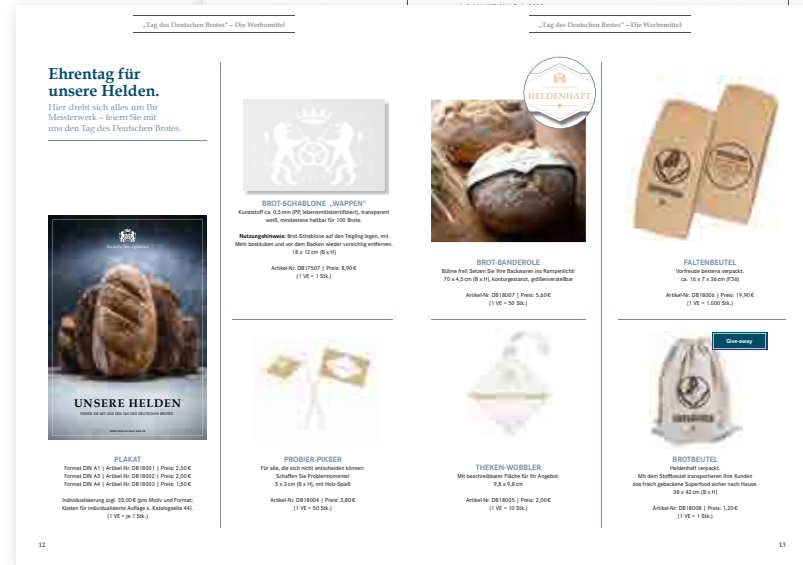 „Tag des Deutschen Brotes“ – Die Werbemittel
Ehrentag für
unsere Helden.
Hier dreht sich alles um Ihr
Meisterwerk – feiern Sie mit
uns den Tag des Deutschen Brotes.
UNSERE HELDEN
FEIERN SIE MIT UNS DEN TAG DES DEUTSCHEN BROTES.
PLAKAT
Format DIN A1 | Artikel-Nr. DB18001 | Preis: 2,50 €
Format DIN A3 | Artikel-Nr. DB18002 | Preis: 2,00 €
Format DIN A4 | Artikel-Nr. DB18003 | Preis: 1,50 €
Individualisierung zzgl. 35,00 € (pro Motiv und Format;
Kosten für individualisierte Auflage s. Katalogseite 44).
(1 VE = je 1 Stk.)
BROT-SCHABLONE „WAPPEN“
Kunststoff ca. 0,5 mm (PP, lebensmittelzertifiziert), transparent
weiß, mindestens haltbar für 100 Brote.
Nutzungshinweise: Brot-Schablone auf den Teigling legen, mit
Mehl bestäuben und vor dem Backen wieder vorsichtig entfernen.
18 x 12 cm (B x H)
Artikel-Nr. DB17507 | Preis: 8,90 €
(1 VE = 1 Stk.)
PROBIER-PIKSER
Für alle, die sich nicht entscheiden können:
Schaffen Sie Probiermomente!
5 x 3 cm (B x H), mit Holz-Spieß
Artikel-Nr. DB18004 | Preis: 3,80 €
(1 VE = 50 Stk.)
12
„Tag des Deutschen Brotes“ – Die Werbemittel
HELDENHAFT
BROT-BANDEROLE
Bühne frei! Setzen Sie Ihre Backwaren ins Rampenlicht!
70 x 4,5 cm (B x H), konturgestanzt, größenverstellbar
Artikel-Nr. DB18007 | Preis: 5,60 €
(1 VE = 50 Stk.)
THEKEN-WOBBLER
Mit beschreibbarer Fläche für Ihr Angebot.
9,8 x 9,8 cm
Artikel-Nr. DB18005 | Preis: 2,00 €
(1 VE = 10 Stk.)
FALTENBEUTEL
Vorfreude bestens verpackt.
ca. 16 x 7 x 36 cm (F36)
Artikel-Nr. DB18006 | Preis: 19,90 €
(1 VE = 1.000 Stk.)
Give-away
BROTBEUTEL
Heldenhaft verpackt.
Mit dem Stoffbeutel transportieren Ihre Kunden
das frisch gebackene Superfood sicher nach Hause.
38 x 42 cm (B x H)
Artikel-Nr. DB18008 | Preis: 1,20 €
(1 VE = 1 Stk.)
13